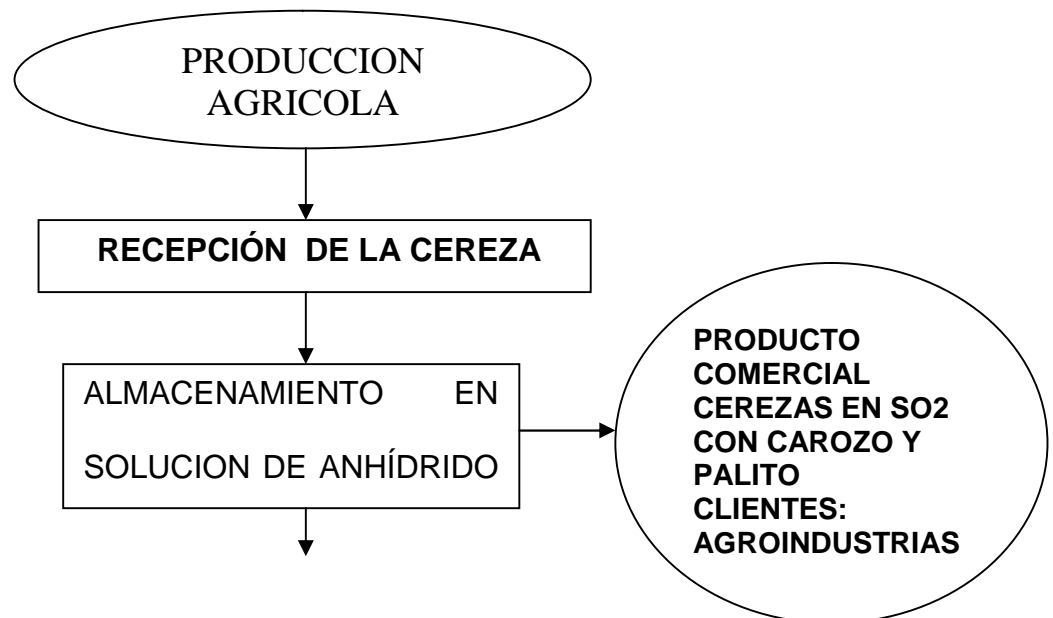 PRODUCCION
AGRICOLA
RECEPCIÓN DE LA CEREZA
ALMACENAMIENTO EN
SOLUCION DE ANHÍDRIDO
PRODUCTO
COMERCIAL
CEREZAS EN SO2
CON CAROZO Y
PALITO
CLIENTES:
AGROINDUSTRIAS